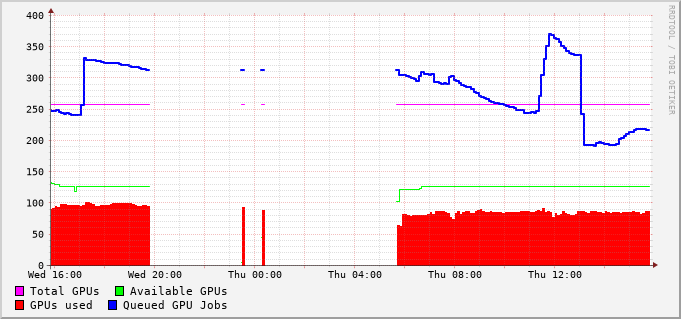 RRDTOOL / TOBI OETIKER
400
350
300
250
200
150
100
50
0
Wed 16:00 Wed 20:00 Thu 00:00 Thu 04:00 Thu 08:00 Thu 12:00
Total GPUs Available GPUs
GPUs used Queued GPU Jobs